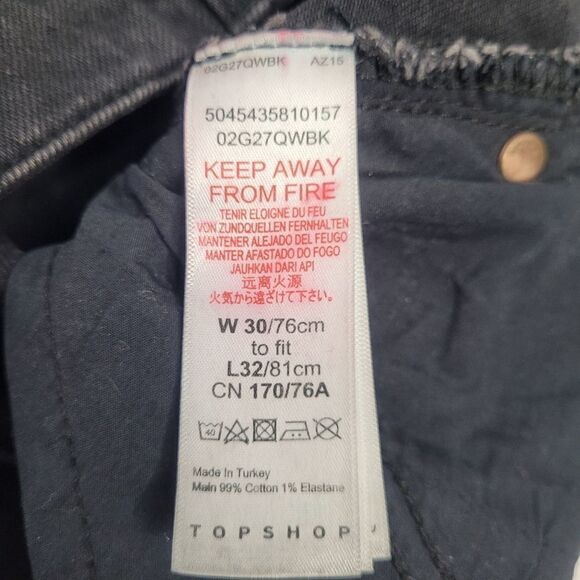 02G27QWBK AZ15
5045435810157
02G27QWBK
KEEP AWAY
FROM FIRE
TENIR ELOIGNE DU FEU
VON ZUNDQUELLEN FERNHALTEN
MANTENER ALEJADO DEL FEUGO
MANTER AFASTADO DO FOGO
JAUHKAN DARI API
远离火源
火気から遠ざけて下さい。
W 30/76cm
to fit
L32/81cm
CN 170/76A
40
Made In Turkey
Main 99% Cotton 1% Elastane
TOPSHOP